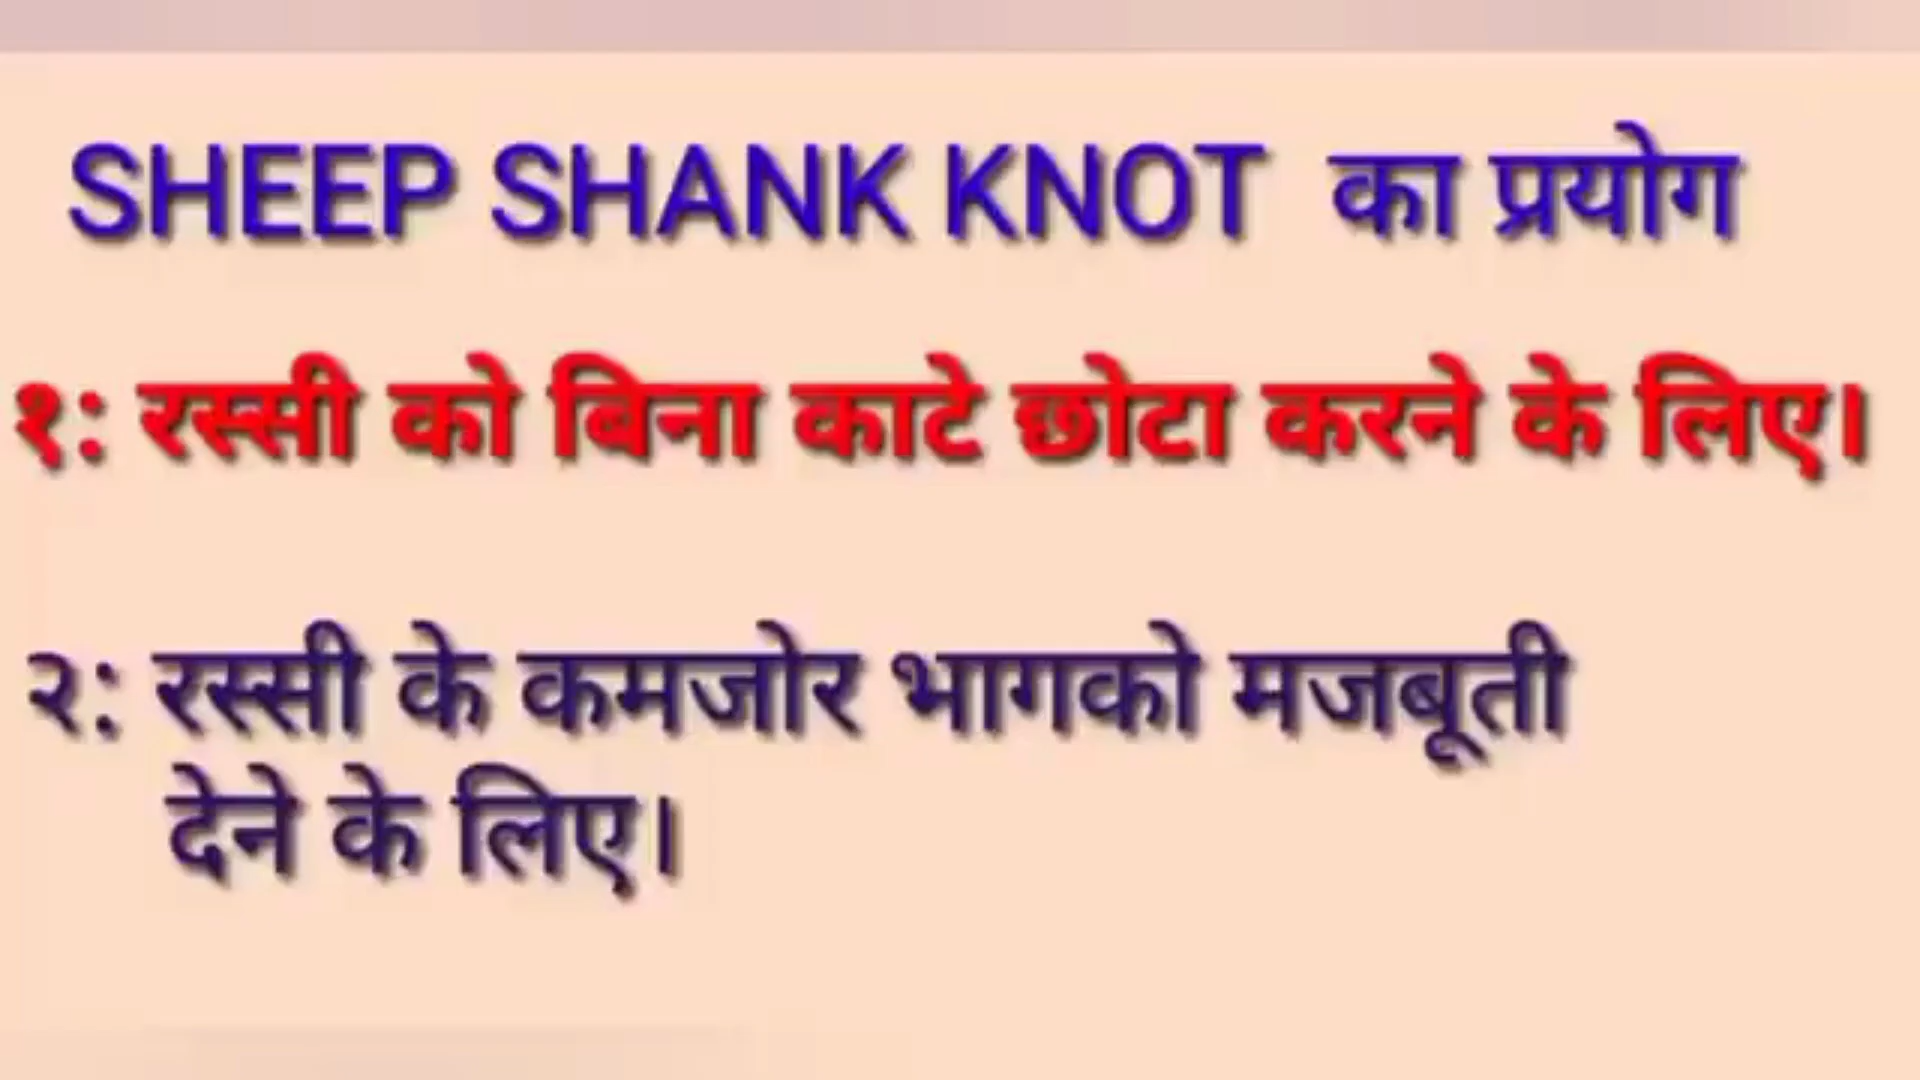 SHEEP SHANK KNOT का प्रयोग
१: रस्सी को बिना काटे छोटा करने के लिए।
२: रस्सी के कमजोर भागको मजबूती
देने के लिए।